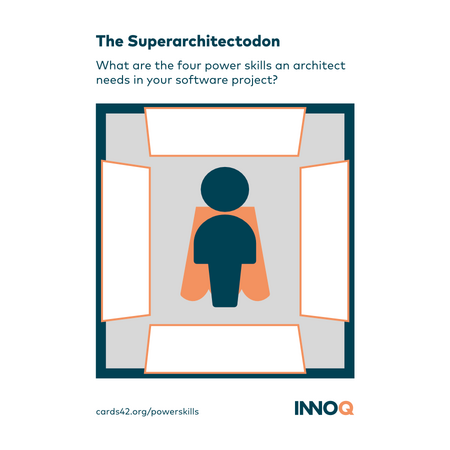 The Superarchitectodon
What are the four power skills an architect
needs in your software project?
cards42.org/powerskills
INNOQ